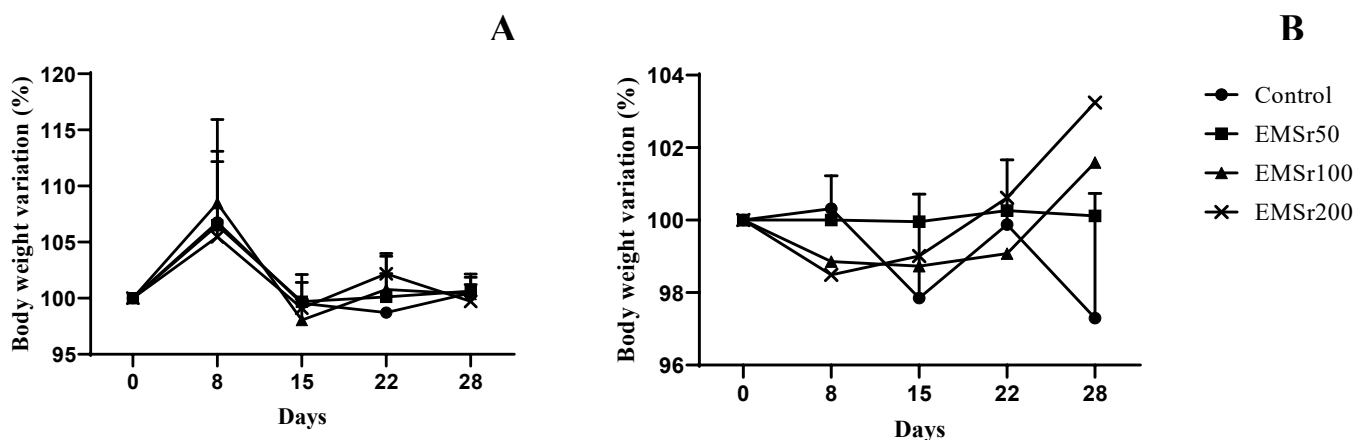 A
Body weight variation (%)
120
115
110
105
100
95
0 8 15 22 28
Days
B
Body weight variation (%)
104
102
100
98
96
0 8 15 22 28
Days
Control
EMSr50
EMSr100
EMSr200